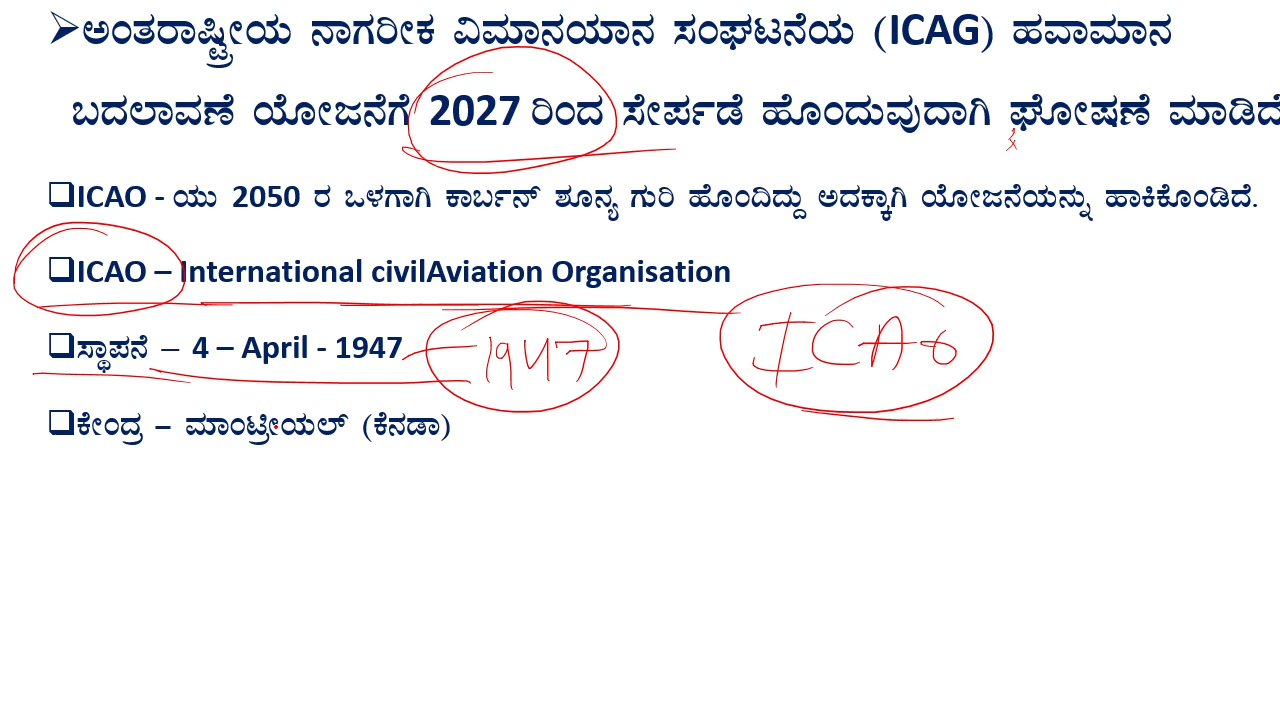 ➢ಅಂತರಾಷ್ಟ್ರೀಯ ನಾಗರೀಕ ವಿಮಾನಯಾನ ಸಂಘಟನೆಯ (ICAG) ಹವಾಮಾನ
ಬದಲಾವಣೆ ಯೋಜನೆಗೆ 2027 ರಿಂದ ಸೇರ್ಪಡೆ ಹೊಂದುವುದಾಗಿ ಘೋಷಣೆ ಮಾಡಿದೆ
❑ICAO - ಯು 2050 ರ ಒಳಗಾಗಿ ಕಾರ್ಬನ್ ಶೂನ್ಯ ಗುರಿ ಹೊಂದಿದ್ದು ಅದಕ್ಕಾಗಿ ಯೋಜನೆಯನ್ನು ಹಾಕಿಕೊಂಡಿದೆ.
❑ICAO – International civilAviation Organisation
❑ಸ್ಥಾಪನೆ – 4 – April - 1947 1947 ICAO
❑ಕೇಂದ್ರ – ಮಾಂಟ್ರೀಯಲ್ (ಕೆನಡಾ)